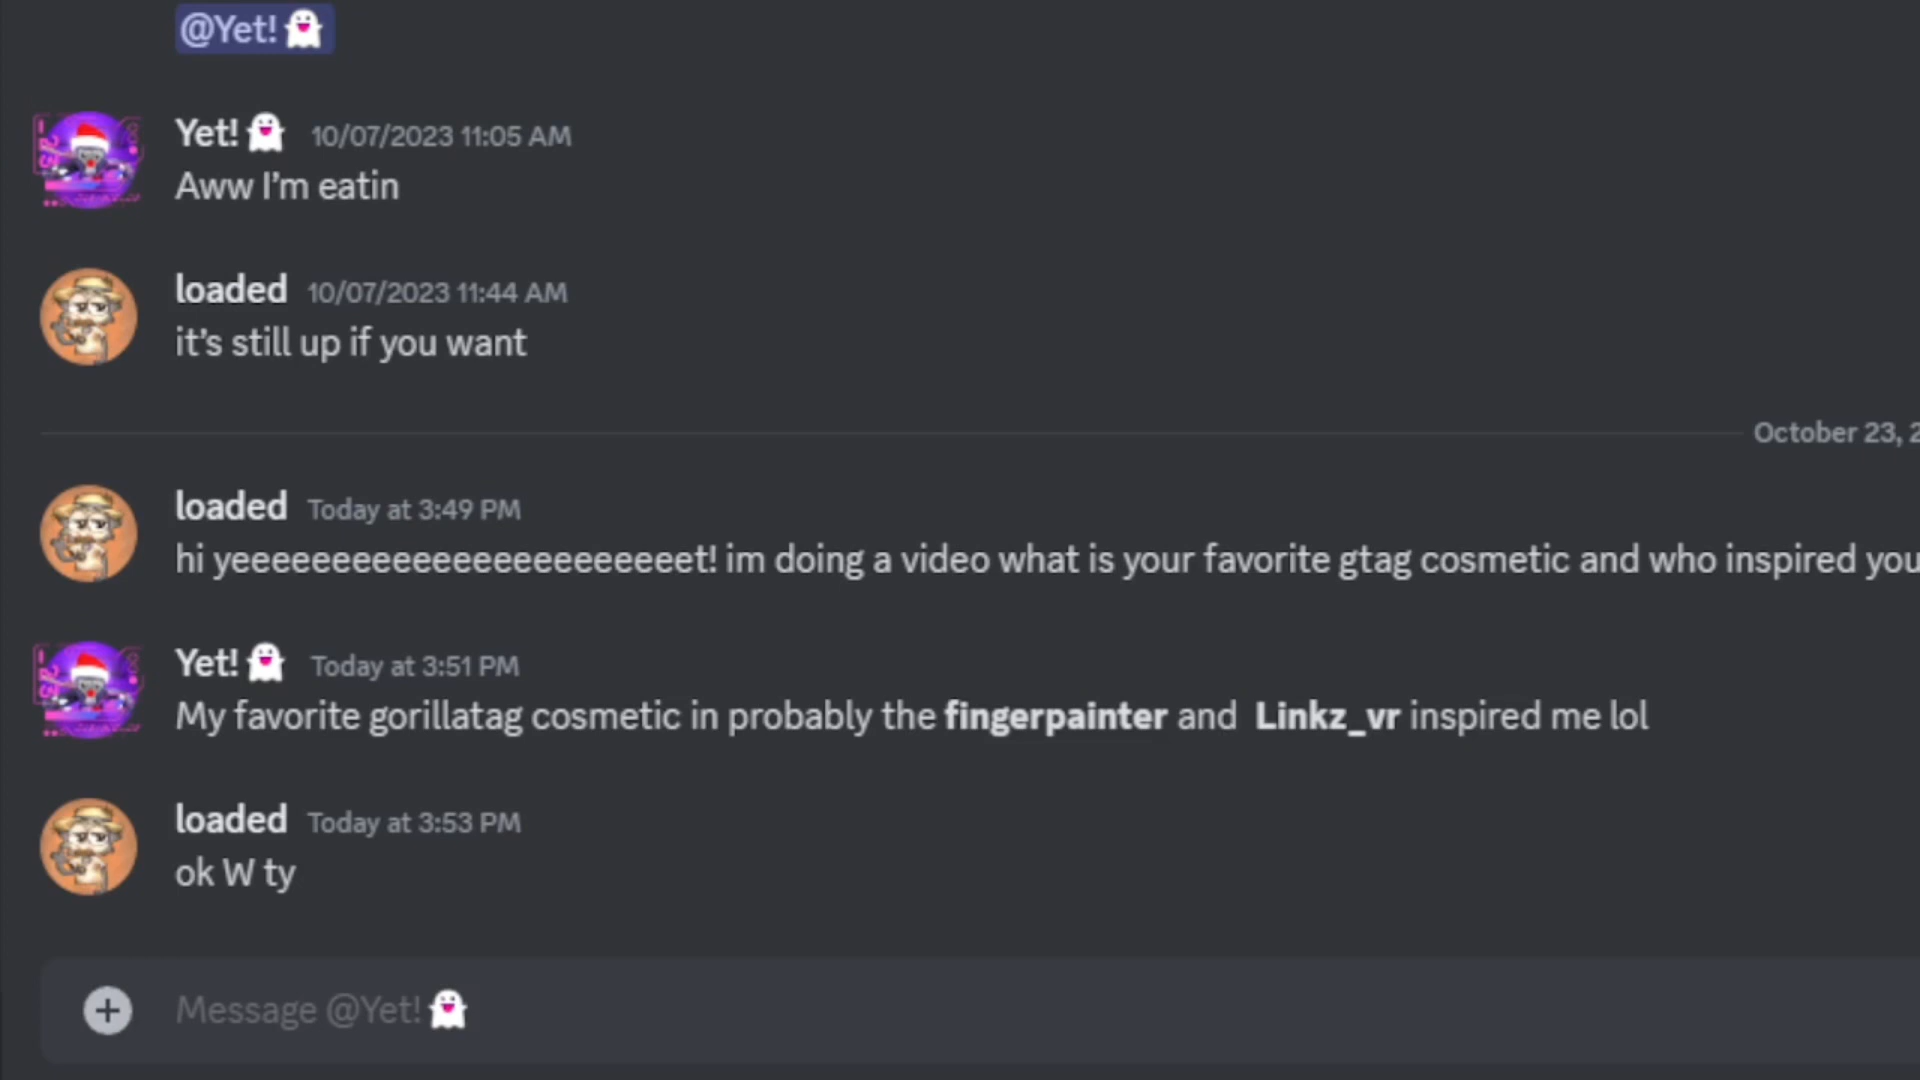 @Yet!👻
Yet!👻 10/07/2023 11:05 AM
Aww I’m eatin
loaded 10/07/2023 11:44 AM
it’s still up if you want
October 23, 2
loaded Today at 3:49 PM
hi yeeeeeeeeeeeeeeeeeeeeeeet! im doing a video what is your favorite gtag cosmetic and who inspired you
Yet!👻 Today at 3:51 PM
My favorite gorillatag cosmetic in probably the fingerpainter and Linkz_vr inspired me lol
loaded Today at 3:53 PM
ok W ty
Message @Yet!👻